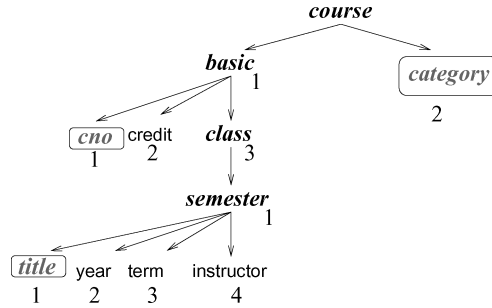 course
basic
1
category
2
cno credit class
1 2 3
semester
1
title year term instructor
1 2 3 4